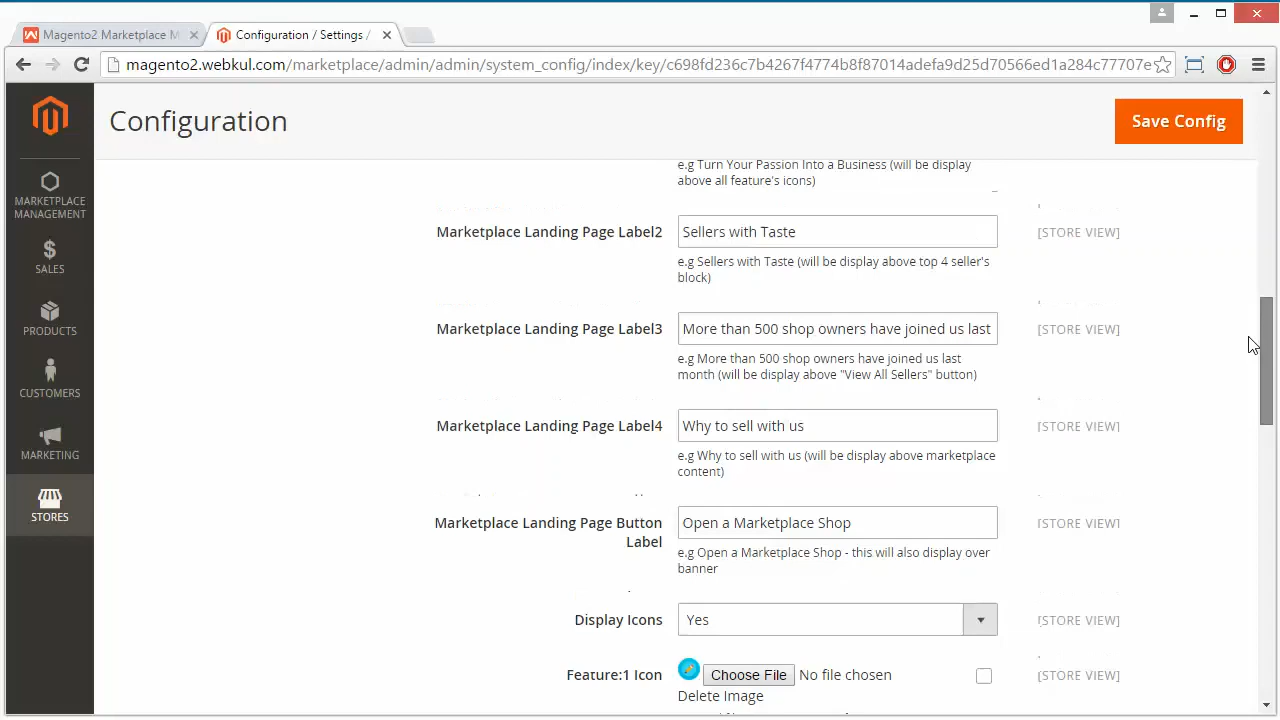 Magento2 Marketplace M
Configuration / Settings /
magento2.webkul.com/marketplace/admin/admin/system_config/index/key/c698fd236c7b4267f4774b8f87014adefa9d25d70566ed1a284c77707e
Configuration
Save Config
MARKETPLACE
MANAGEMENT
SALES
PRODUCTS
CUSTOMERS
MARKETING
STORES
e.g Turn Your Passion Into a Business (will be display
above all feature's icons)
Marketplace Landing Page Label2
Sellers with Taste
[STORE VIEW]
e.g Sellers with Taste (will be display above top 4 seller's
block)
Marketplace Landing Page Label3
More than 500 shop owners have joined us last
[STORE VIEW]
e.g More than 500 shop owners have joined us last
month (will be display above "View All Sellers" button)
Marketplace Landing Page Label4
Why to sell with us
[STORE VIEW]
e.g Why to sell with us (will be display above marketplace
content)
Marketplace Landing Page Button
Label
Open a Marketplace Shop
[STORE VIEW]
e.g Open a Marketplace Shop - this will also display over
banner
Display Icons
Yes
[STORE VIEW]
Feature:1 Icon
Choose File
No file chosen
[STORE VIEW]
Delete Image